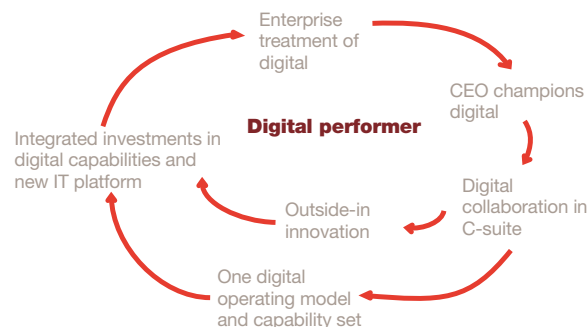 Enterprise
treatment of
digital
CEO champions
digital
Digital performer
Integrated investments in
digital capabilities and
new IT platform
Digital
collaboration in
C-suite
Outside-in
innovation
One digital
operating model
and capability set